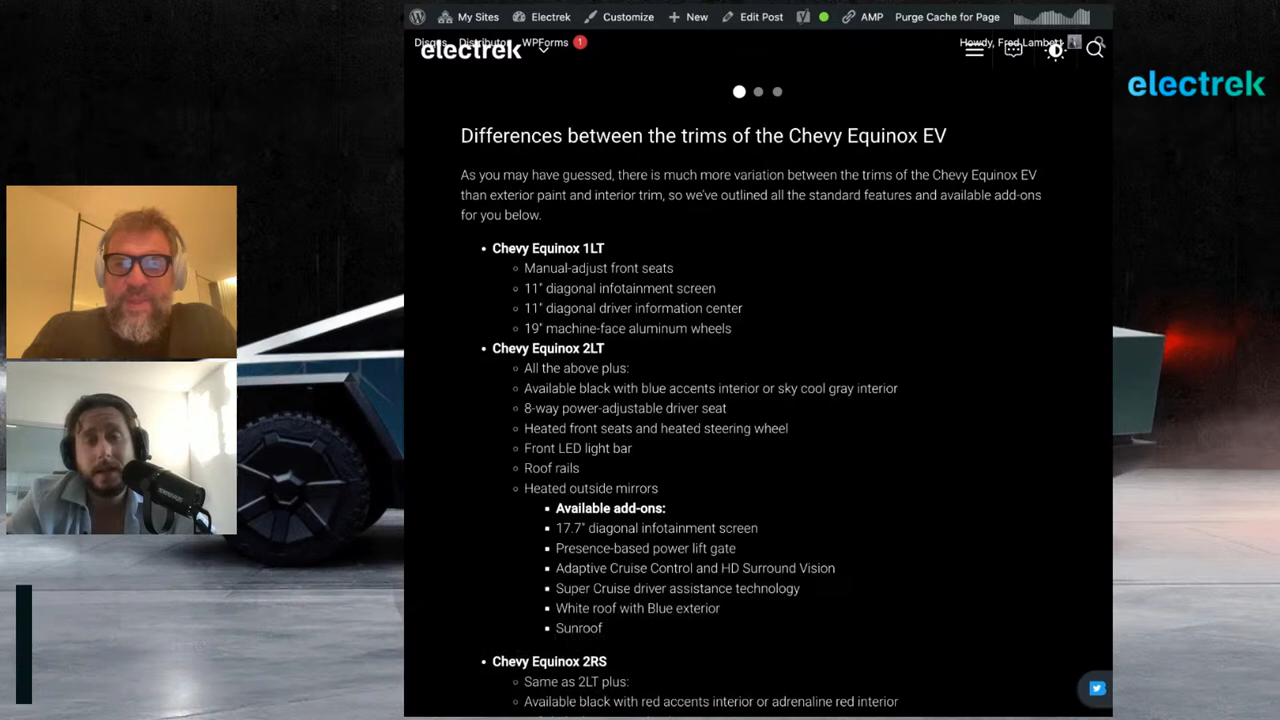 My Sites
Electrek
Customize
New
Edit Post
AMP
Purge Cache for Page
Disqus
Distributor
WPForms
1
Howdy, Fred Lambert
electrek
electrek
Differences between the trims of the Chevy Equinox EV
As you may have guessed, there is much more variation between the trims of the Chevy Equinox EV
than exterior paint and interior trim, so we've outlined all the standard features and available add-ons
for you below.
Chevy Equinox 1LT
Manual-adjust front seats
11" diagonal infotainment screen
11" diagonal driver information center
19" machine-face aluminum wheels
Chevy Equinox 2LT
All the above plus:
Available black with blue accents interior or sky cool gray interior
8-way power-adjustable driver seat
Heated front seats and heated steering wheel
Front LED light bar
Roof rails
Heated outside mirrors
Available add-ons:
17.7" diagonal infotainment screen
Presence-based power lift gate
Adaptive Cruise Control and HD Surround Vision
Super Cruise driver assistance technology
White roof with Blue exterior
Sunroof
Chevy Equinox 2RS
Same as 2LT plus:
Available black with red accents interior or adrenaline red interior